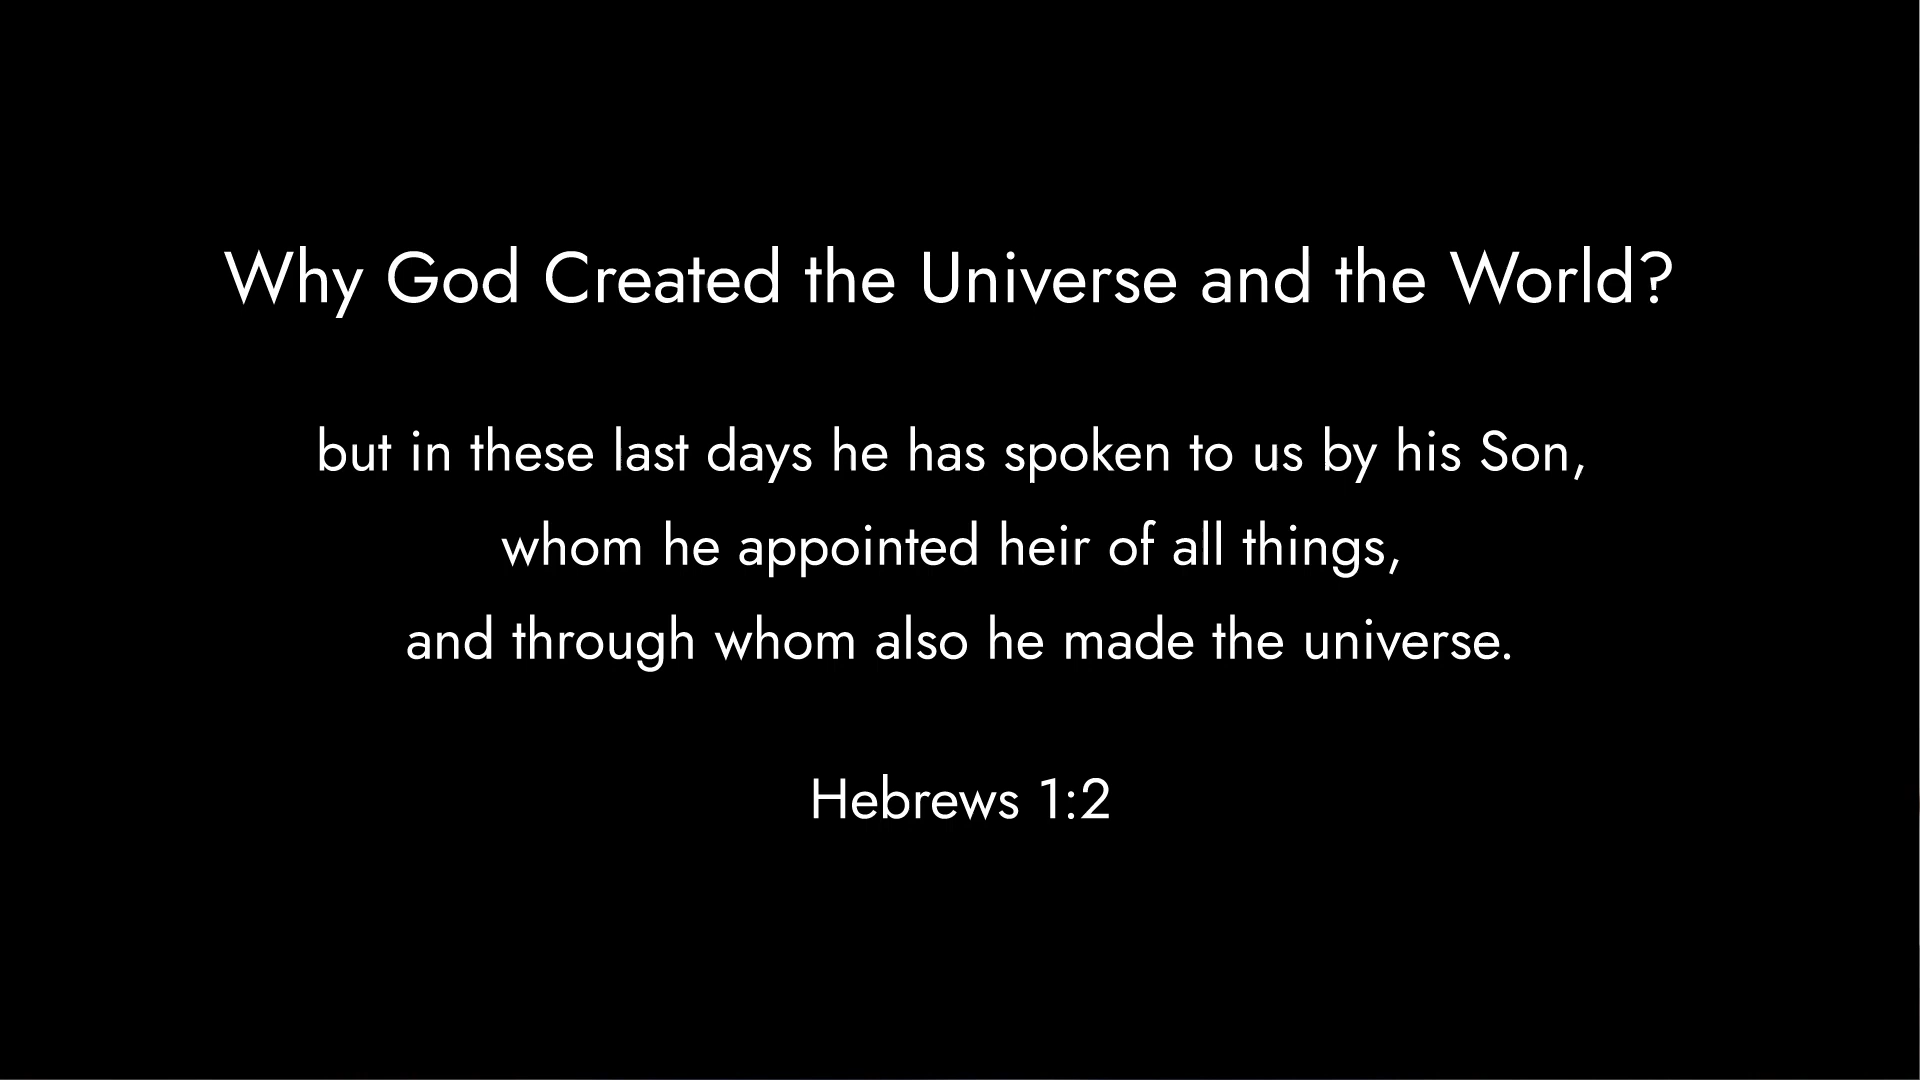 Why God Created the Universe and the World?
but in these last days he has spoken to us by his Son,
whom he appointed heir of all things,
and through whom also he made the universe.
Hebrews 1:2